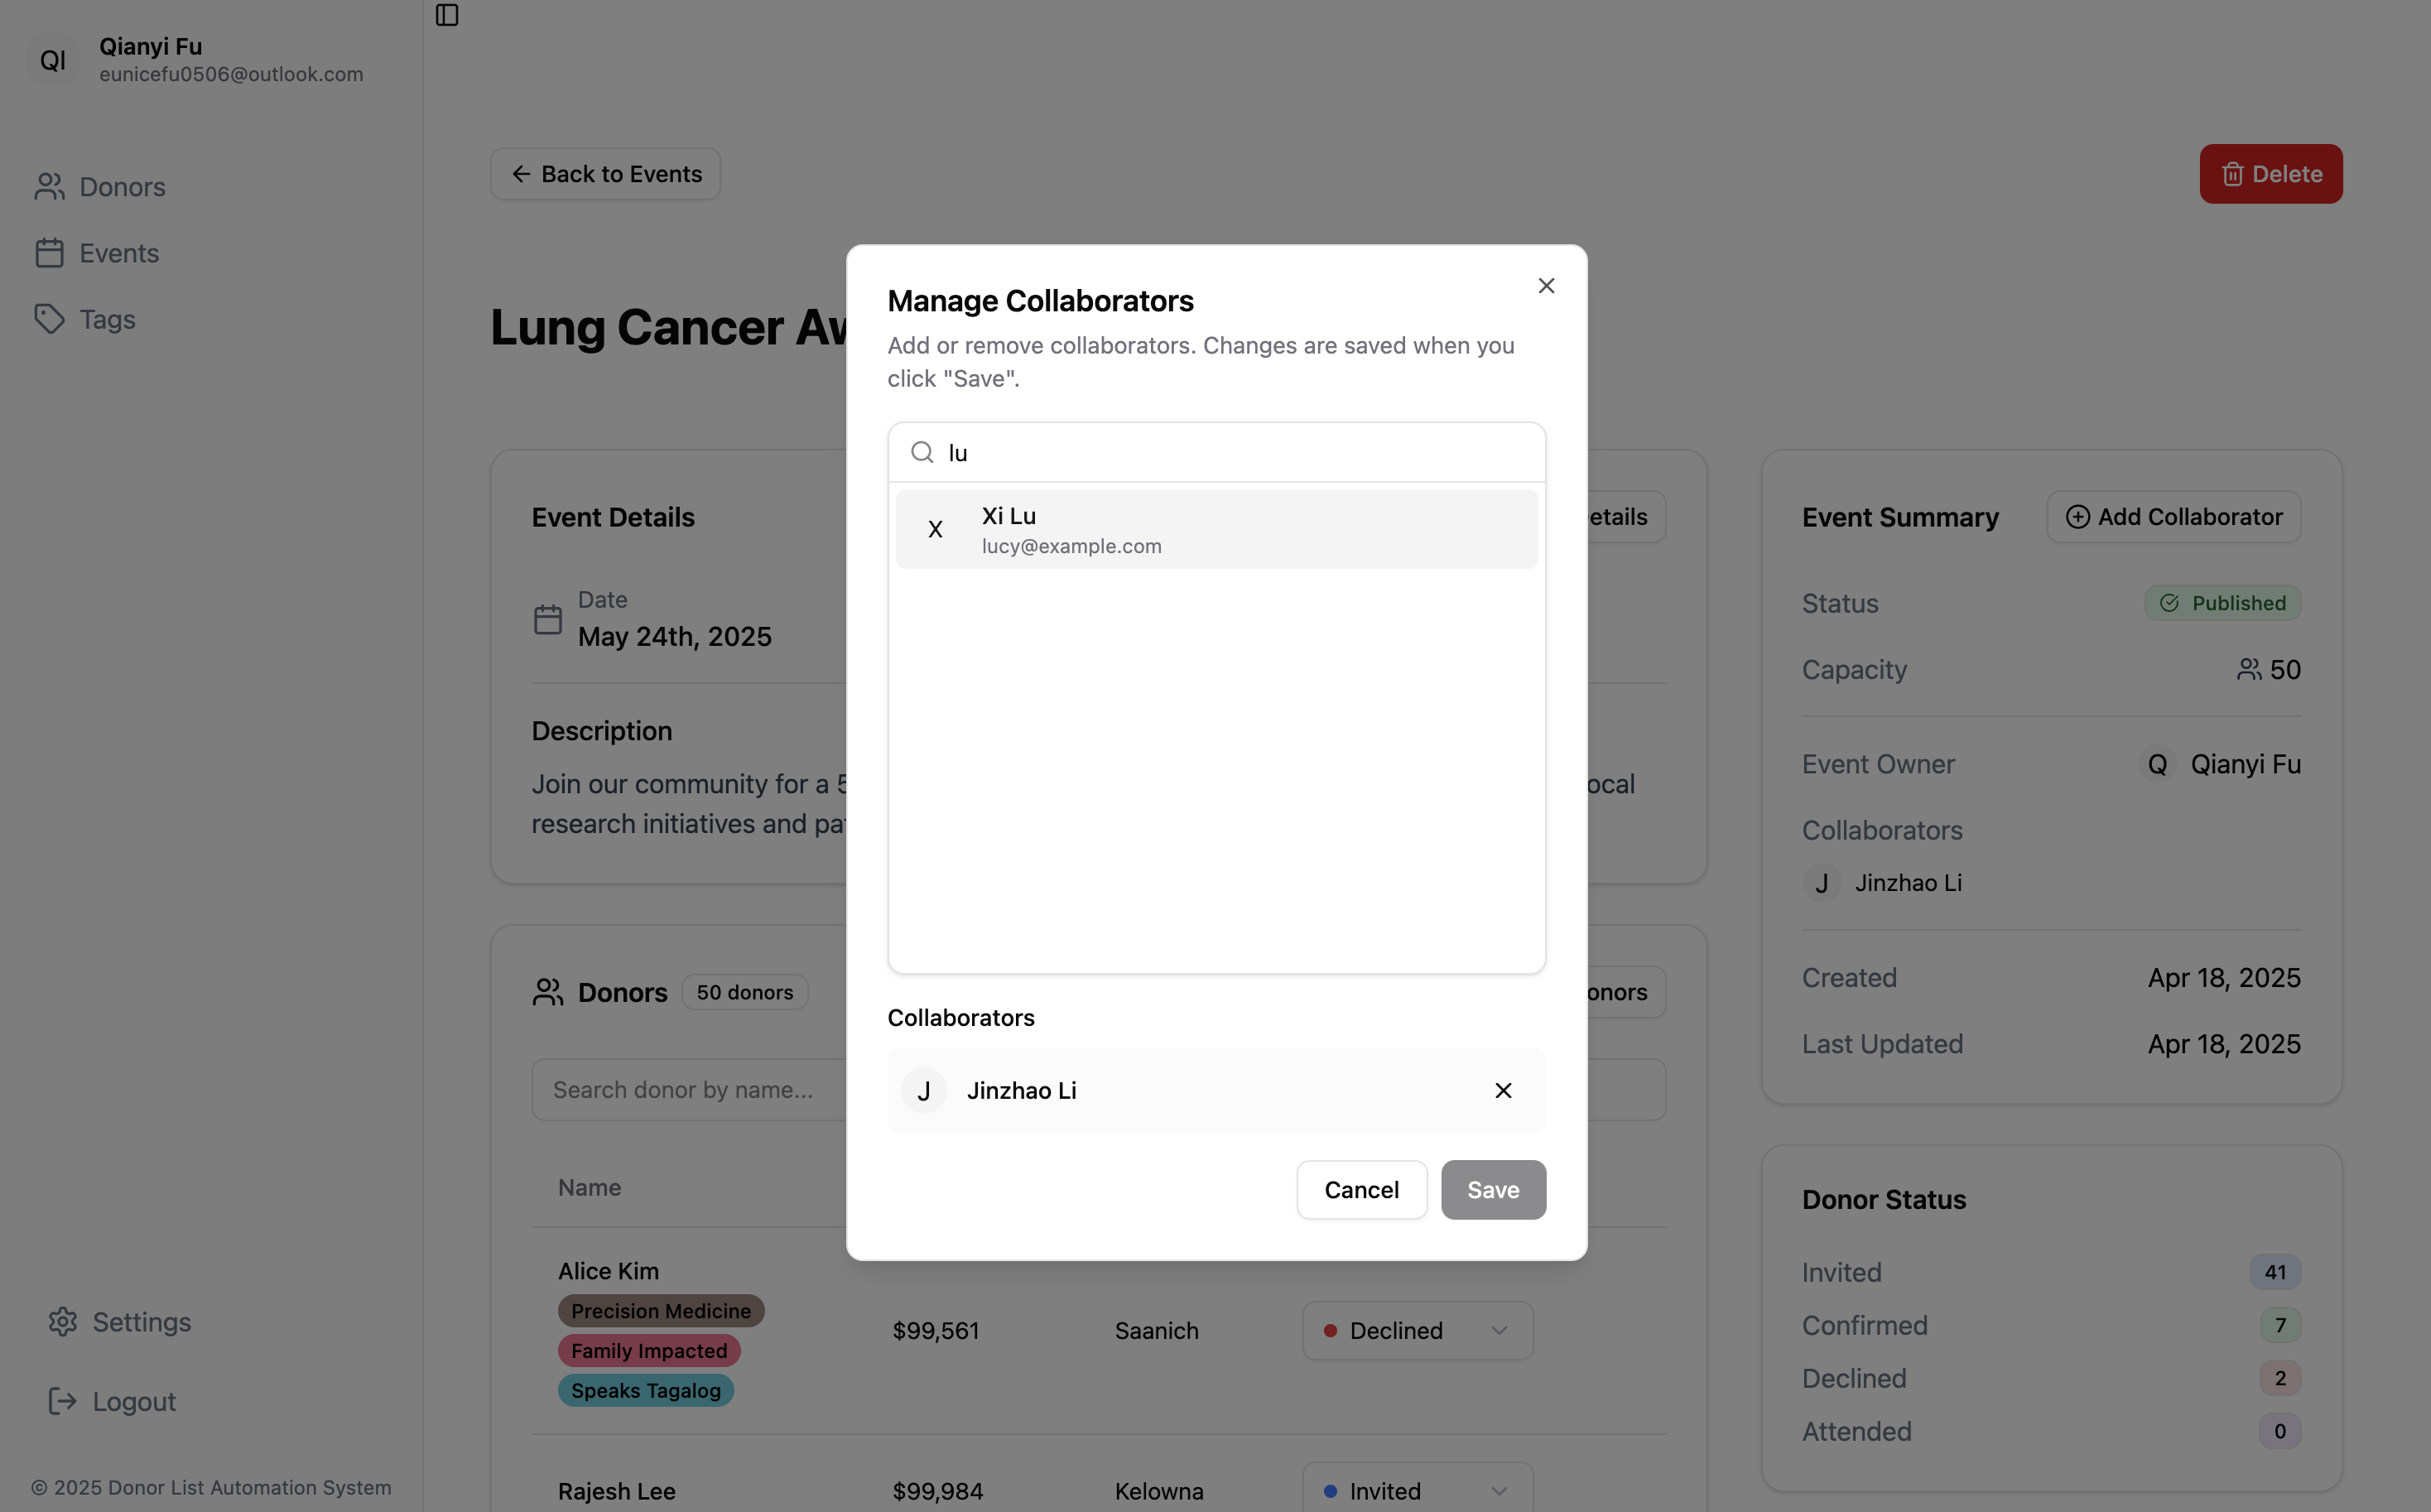 QI
Qianyi Fu
eunicefu0506@outlook.com
Donors
Events
Tags
Settings
Logout
© 2025 Donor List Automation System
Back to Events
Delete
Lung Cancer
Event Details
Date
May 24th, 2025
Description
Join our community for a
research initiatives and
Donors
50 donors
Search donor by name...
Name
Alice Kim
Precision Medicine
Family Impacted
Speaks Tagalog
$99,561
Saanich
Declined
Rajesh Lee
$99,984
Kelowna
Invited
Manage Collaborators
Add or remove collaborators. Changes are saved when you
click "Save".
lu
X
Xi Lu
lucy@example.com
Collaborators
J
Jinzhao Li
Cancel
Save
Event Summary
Add Collaborator
Status
Published
Capacity
50
Event Owner
Q
Qianyi Fu
Collaborators
J
Jinzhao Li
Created
Apr 18, 2025
Last Updated
Apr 18, 2025
Donor Status
Invited
41
Confirmed
7
Declined
2
Attended
0